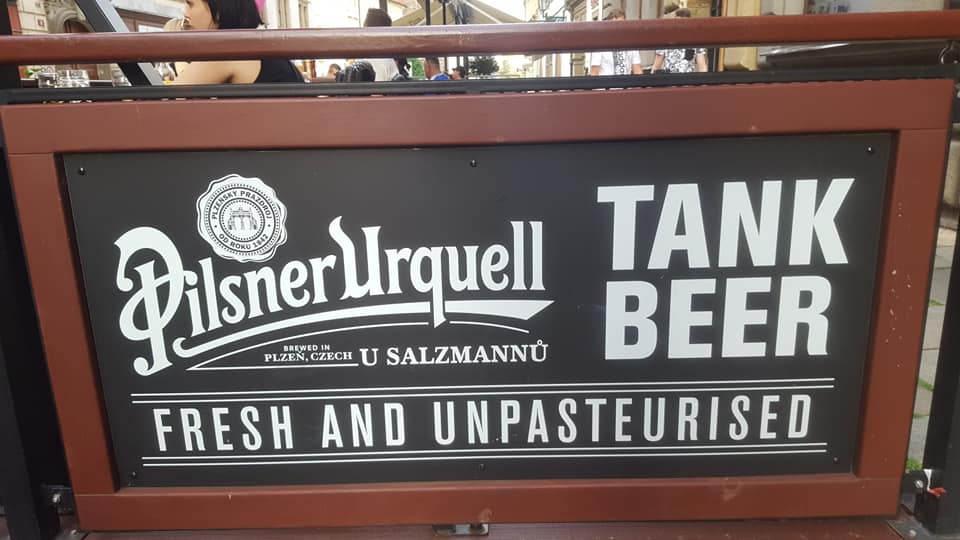 PLZEŇSKÝ PRAZDROJ
OD ROKU 1842
Pilsner Urquell
BREWED IN
PLZEŇ, CZECH
U SALZMANNŮ
TANK
BEER
FRESH AND UNPASTEURISED